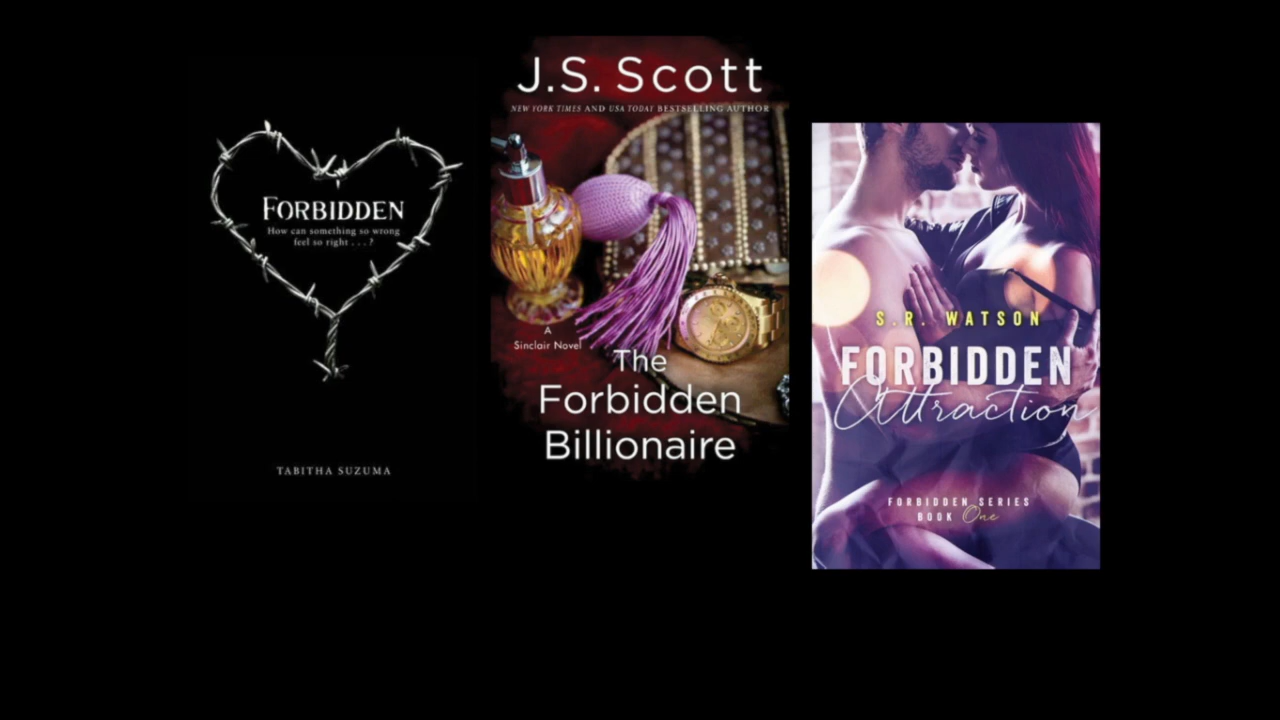 FORBIDDEN
How can something so wrong
feel so right . . . ?
TABITHA SUZUMA
J.S. Scott
NEW YORK TIMES AND USA TODAY BESTSELLING AUTHOR
A
Sinclair Novel
The
Forbidden
Billionaire
S.R. WATSON
FORBIDDEN
Attraction
FORBIDDEN SERIES
BOOK One